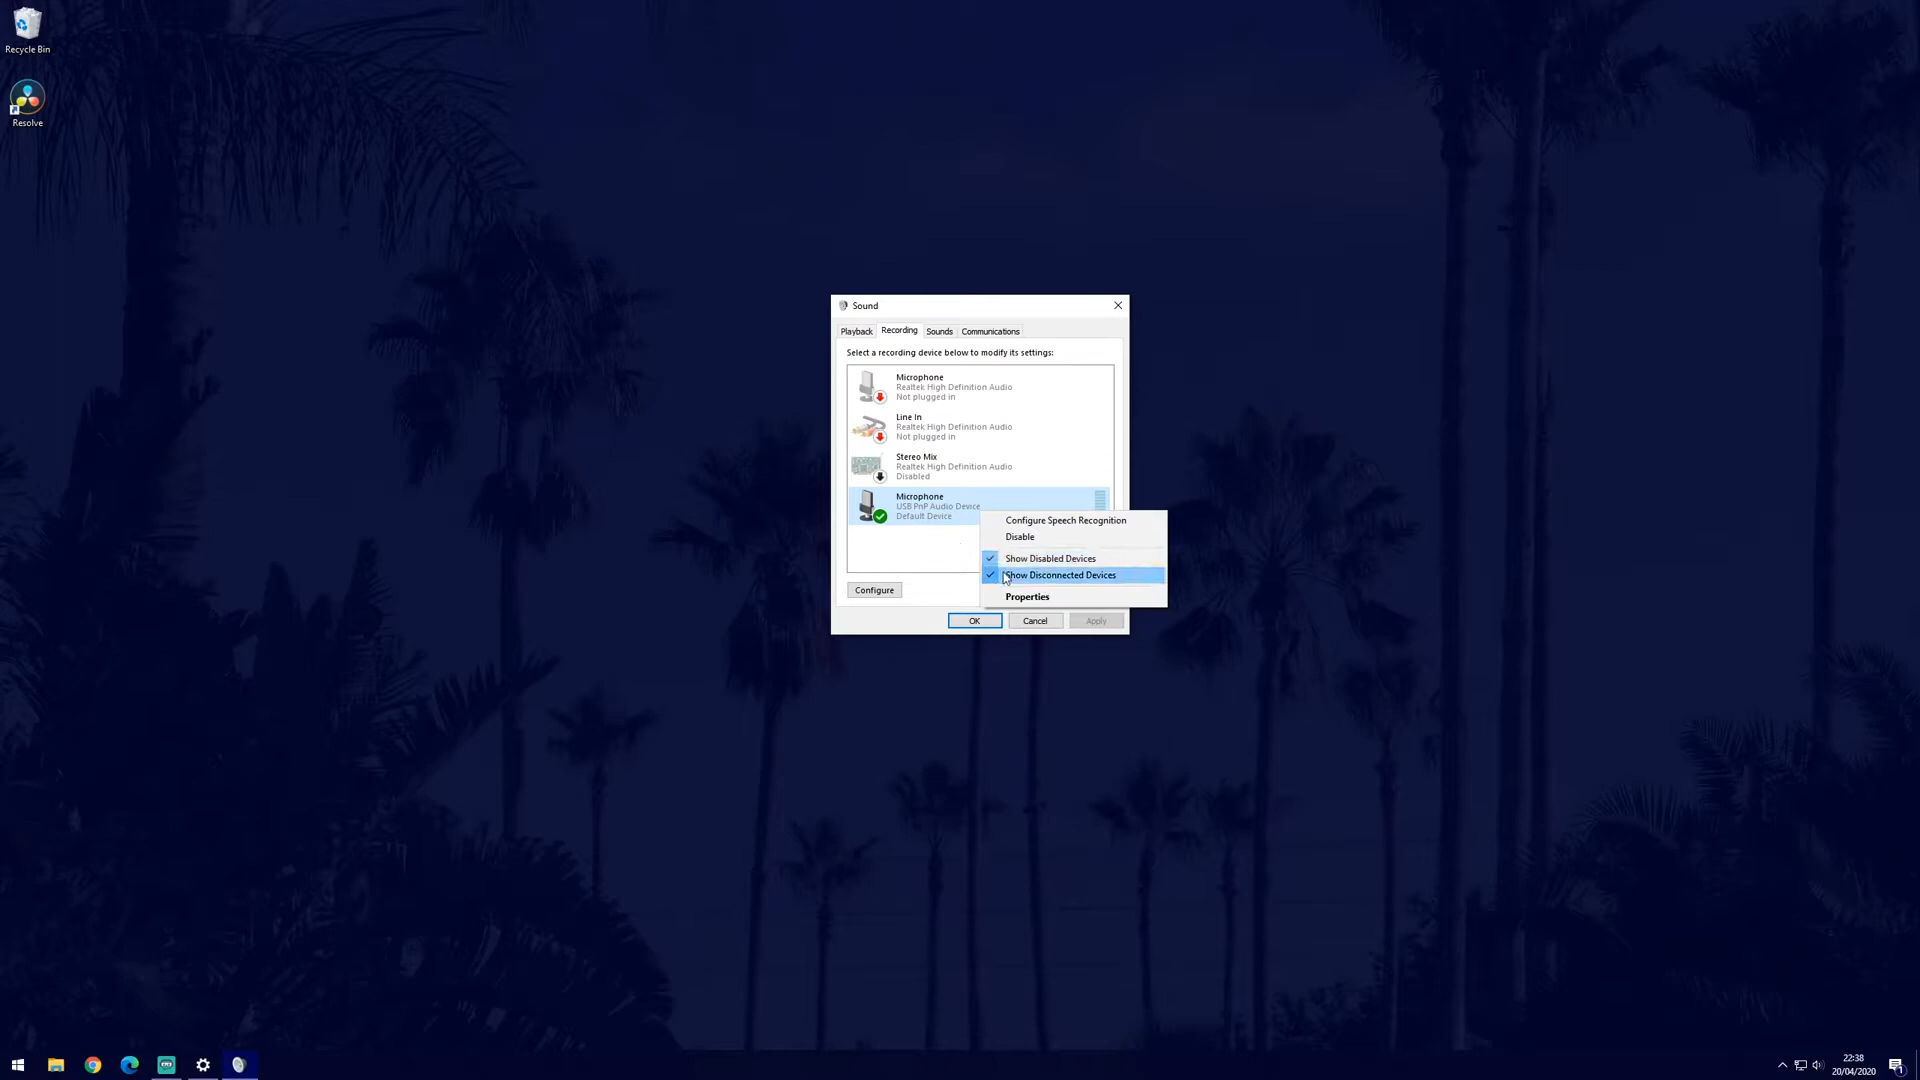 Recycle Bin
Resolve
Sound
Playback Recording Sounds Communications
Select a recording device below to modify its settings:
Microphone
Realtek High Definition Audio
Not plugged in
Line In
Realtek High Definition Audio
Not plugged in
Stereo Mix
Realtek High Definition Audio
Disabled
Microphone
USB PnP Audio Device
Default Device
Configure Speech Recognition
Disable
Show Disabled Devices
Show Disconnected Devices
Properties
Configure
OK Cancel Apply
22:38
20/04/2020
1